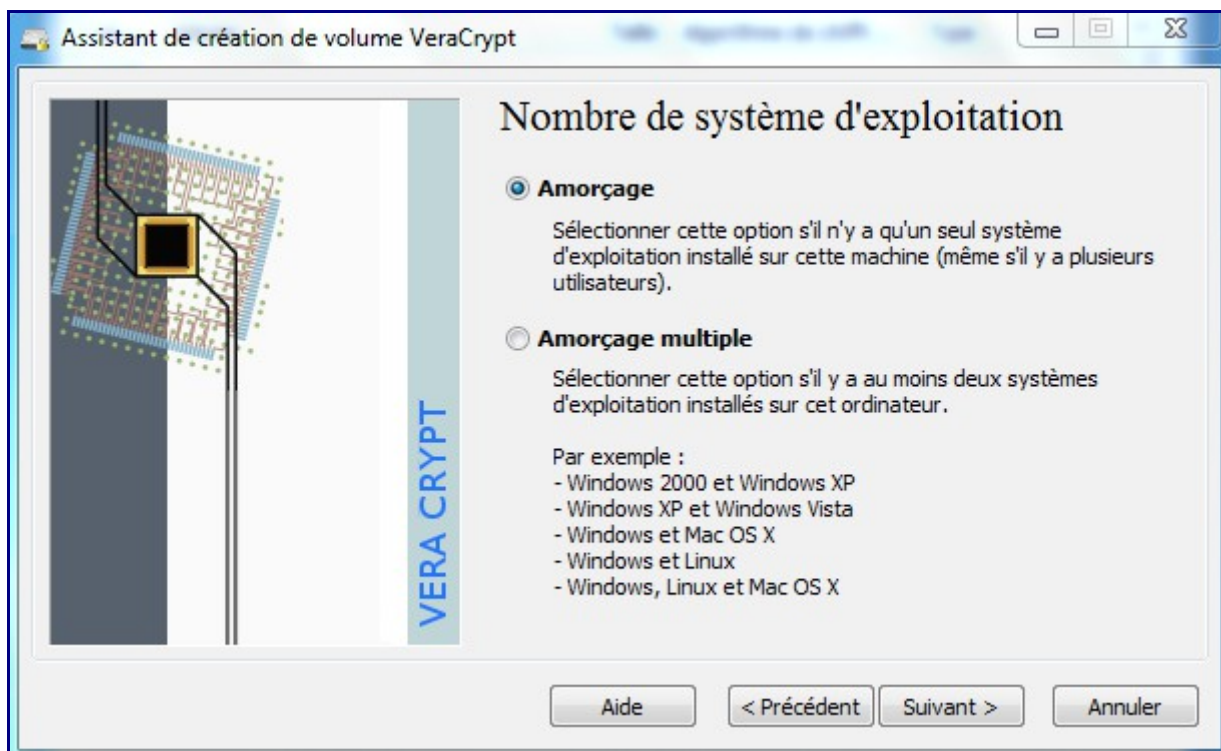 Assistant de création de volume VeraCrypt
Nombre de système d'exploitation
Amorçage
Sélectionner cette option s'il n'y a qu'un seul système
d'exploitation installé sur cette machine (même s'il y a plusieurs
utilisateurs).
Amorçage multiple
Sélectionner cette option s'il y a au moins deux systèmes
d'exploitation installés sur cet ordinateur.
Par exemple :
- Windows 2000 et Windows XP
- Windows XP et Windows Vista
- Windows et Mac OS X
- Windows et Linux
- Windows, Linux et Mac OS X
VERA CRYPT
Aide
< Précédent
Suivant >
Annuler